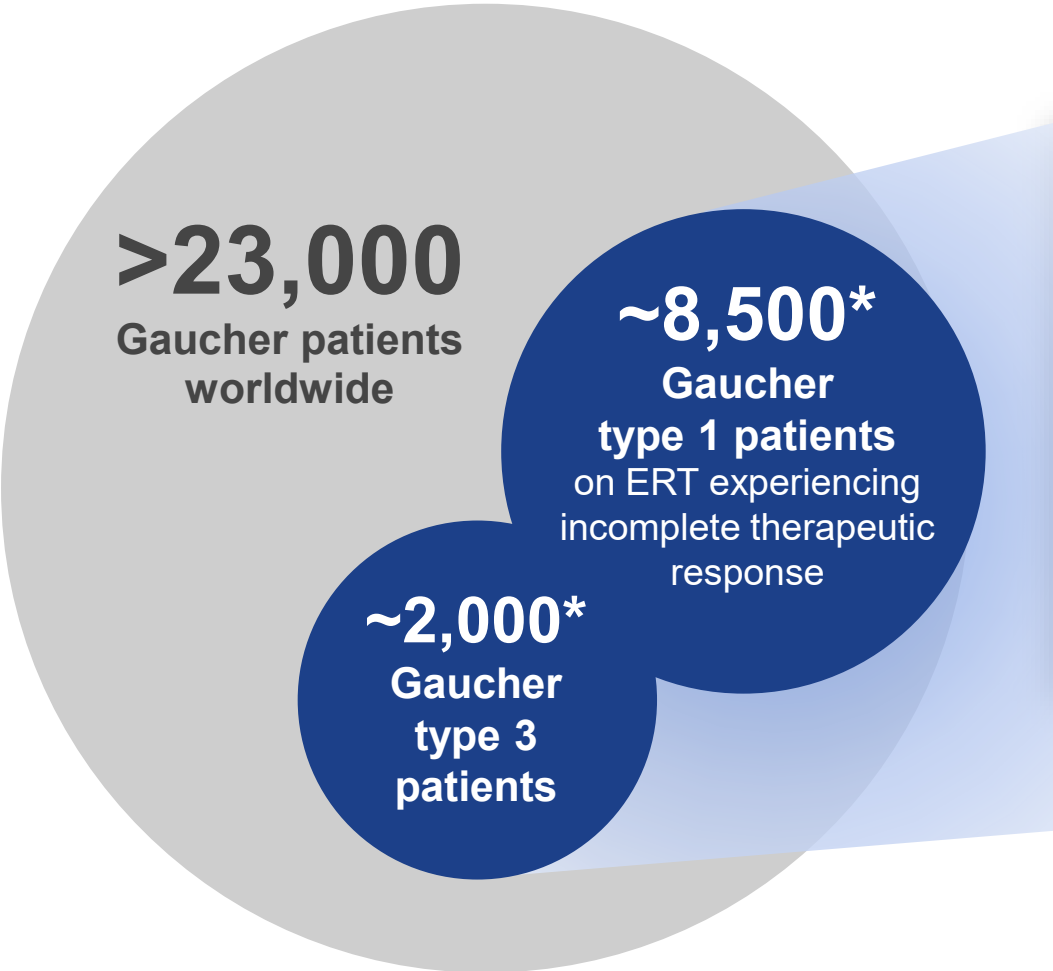 >23,000
Gaucher patients
worldwide
~8,500*
Gaucher
type 1 patients
on ERT experiencing
incomplete therapeutic
response
~2,000*
Gaucher
type 3
patients